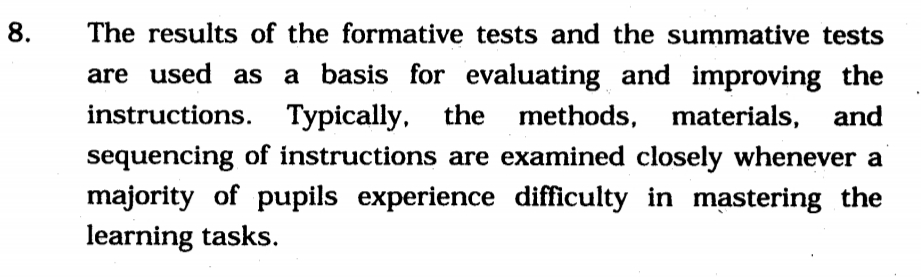 8. The results of the formative tests and the summative tests
are used as a basis for evaluating and improving the
instructions. Typically, the methods, materials, and
sequencing of instructions are examined closely whenever a
majority of pupils experience difficulty in mastering the
learning tasks.